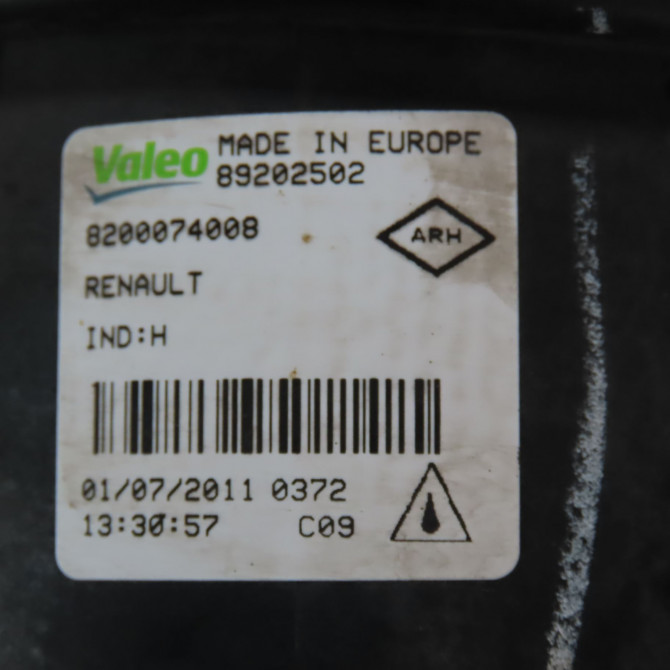 Valeo MADE IN EUROPE
89202502
8200074008
ARH
RENAULT
IND:H
01/07/2011 0372
13:30:57 C09